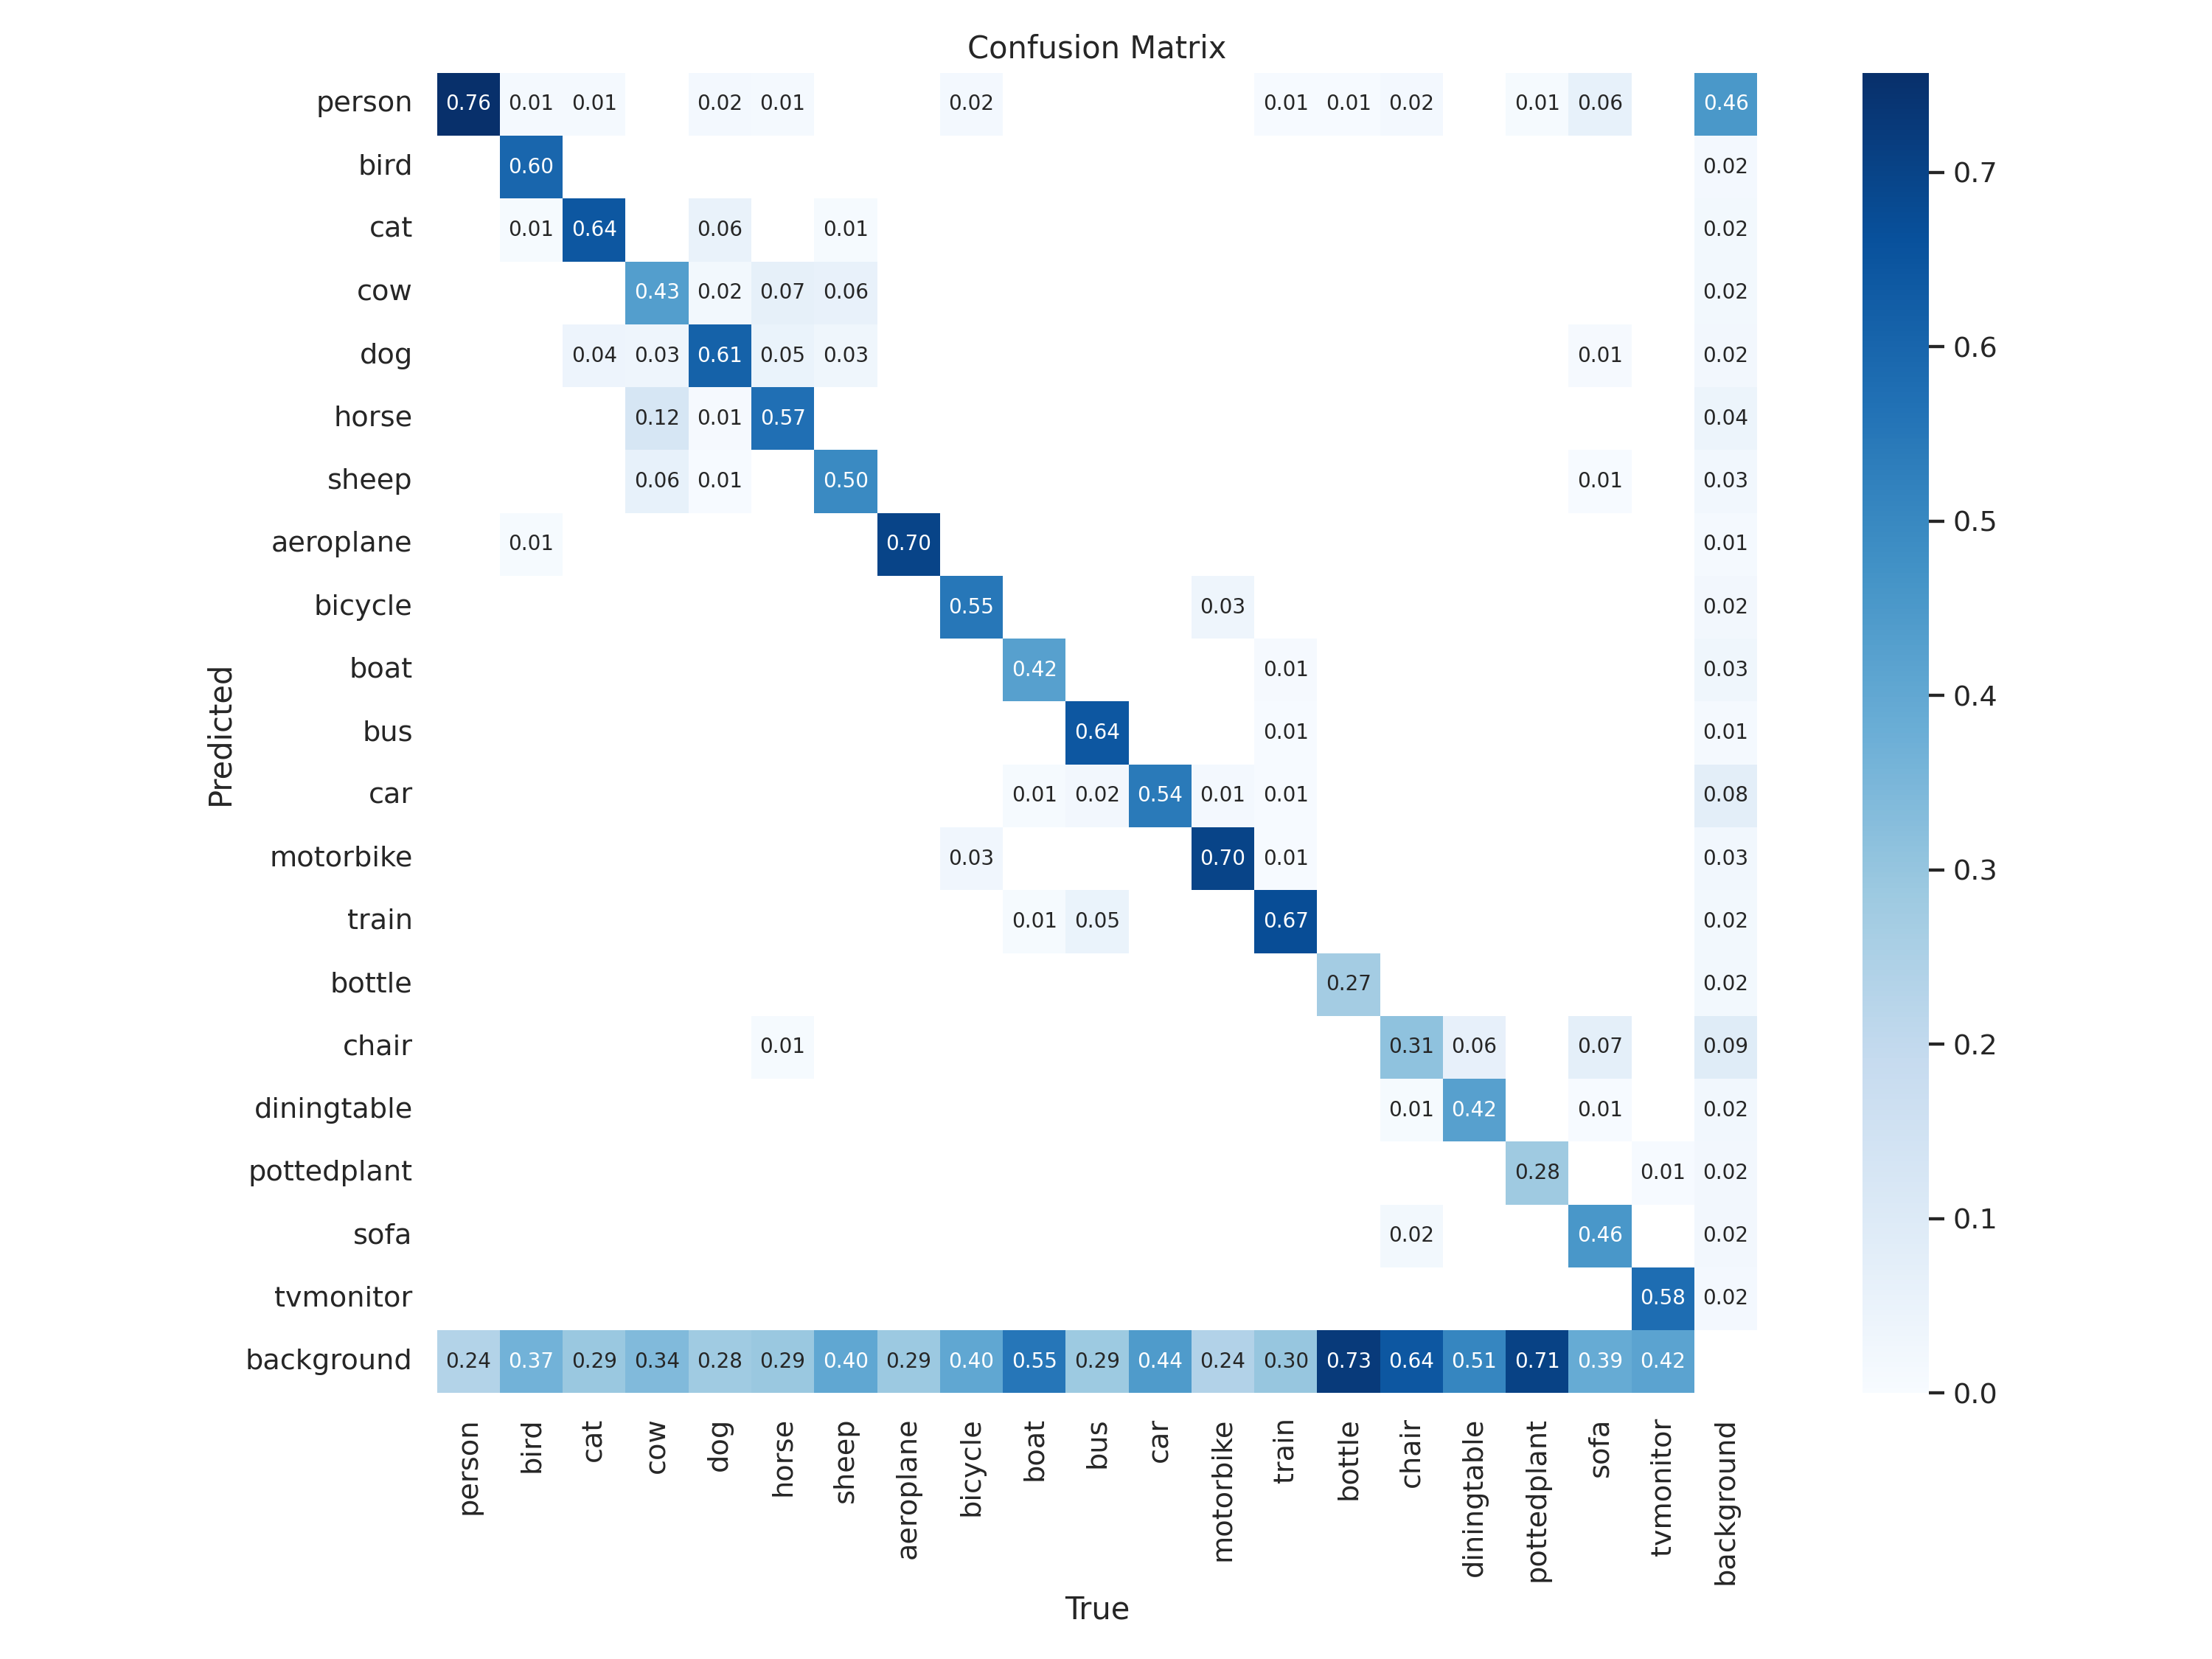 Confusion Matrix
person 0.76 0.01 0.01 0.02 0.01 0.02 0.01 0.01 0.02 0.01 0.06 0.46
bird 0.60 0.02
0.7
cat 0.01 0.64 0.06 0.01 0.02
cow 0.43 0.02 0.07 0.06 0.02
dog 0.04 0.03 0.61 0.05 0.03 0.01 0.02
0.6
horse 0.12 0.01 0.57 0.04
sheep 0.06 0.01 0.50 0.01 0.03
0.5
aeroplane 0.01 0.70 0.01
bicycle 0.55 0.03 0.02
boat 0.42 0.01 0.03
0.4
bus 0.64 0.01 0.01
Predicted
car 0.01 0.02 0.54 0.01 0.01 0.08
motorbike 0.03 0.70 0.01 0.03
0.3
train 0.01 0.05 0.67 0.02
bottle 0.27 0.02
chair 0.01 0.31 0.06 0.07 0.09
0.2
diningtable 0.01 0.42 0.01 0.02
pottedplant 0.28 0.01 0.02
0.1
sofa 0.02 0.46 0.02
tvmonitor 0.58 0.02
background 0.24 0.37 0.29 0.34 0.28 0.29 0.40 0.29 0.40 0.55 0.29 0.44 0.24 0.30 0.73 0.64 0.51 0.71 0.39 0.42
0.0
person bird cat cow dog horse sheep aeroplane bicycle boat bus car motorbike train bottle chair diningtable pottedplant sofa tvmonitor background
True